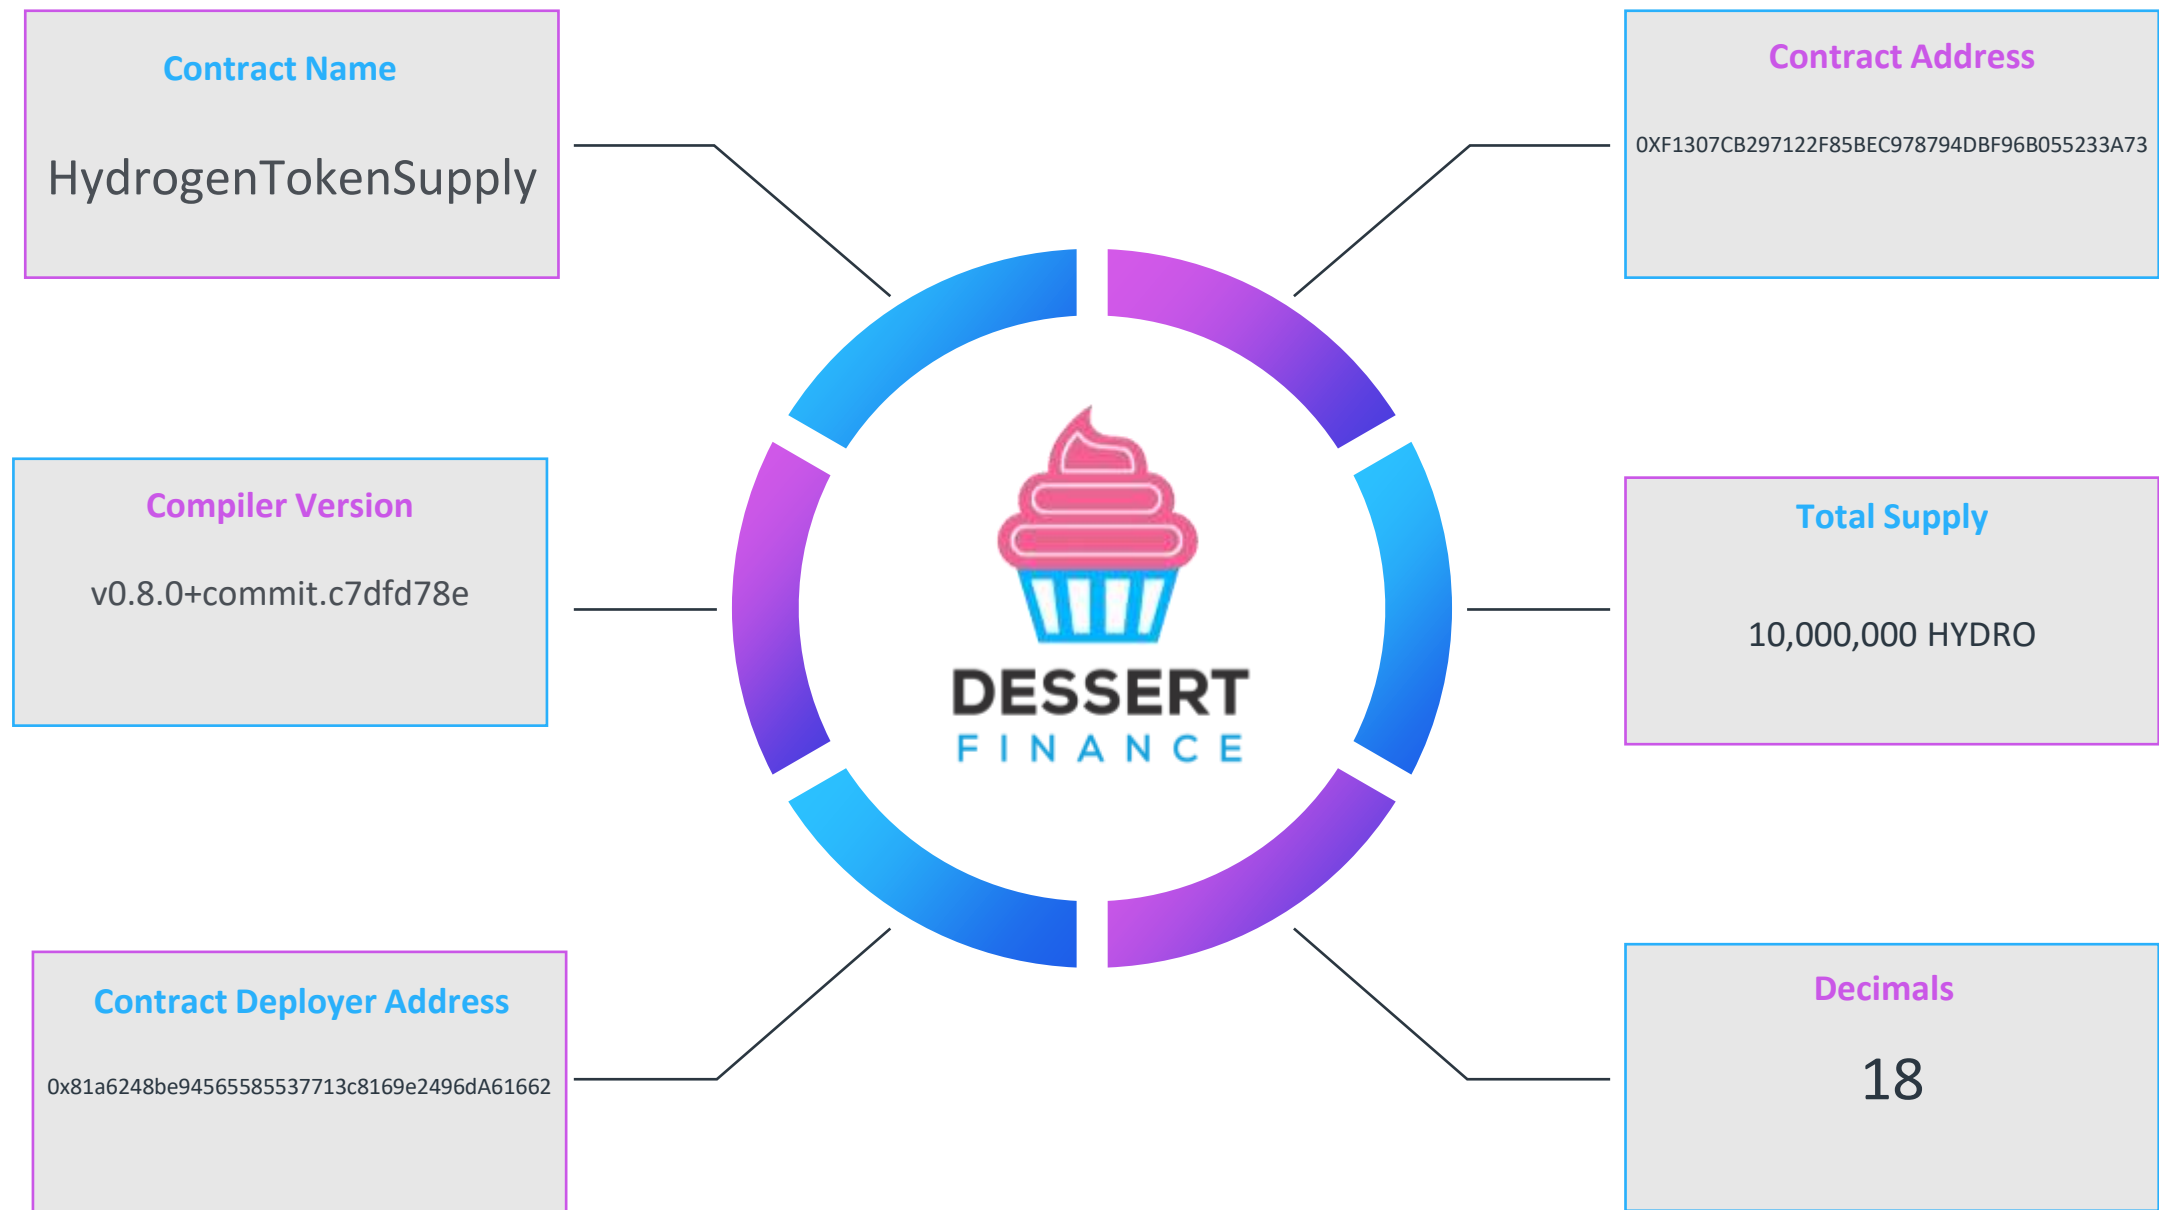 Contract Name
HydrogenTokenSupply
Contract Address
0XF1307CB297122F85BEC978794DBF96B055233A73
Compiler Version
v0.8.0+commit.c7dfd78e
Total Supply
10,000,000 HYDRO
DESSERT
FINANCE
Contract Deployer Address
0x81a6248be94565585537713c8169e2496dA61662
Decimals
18